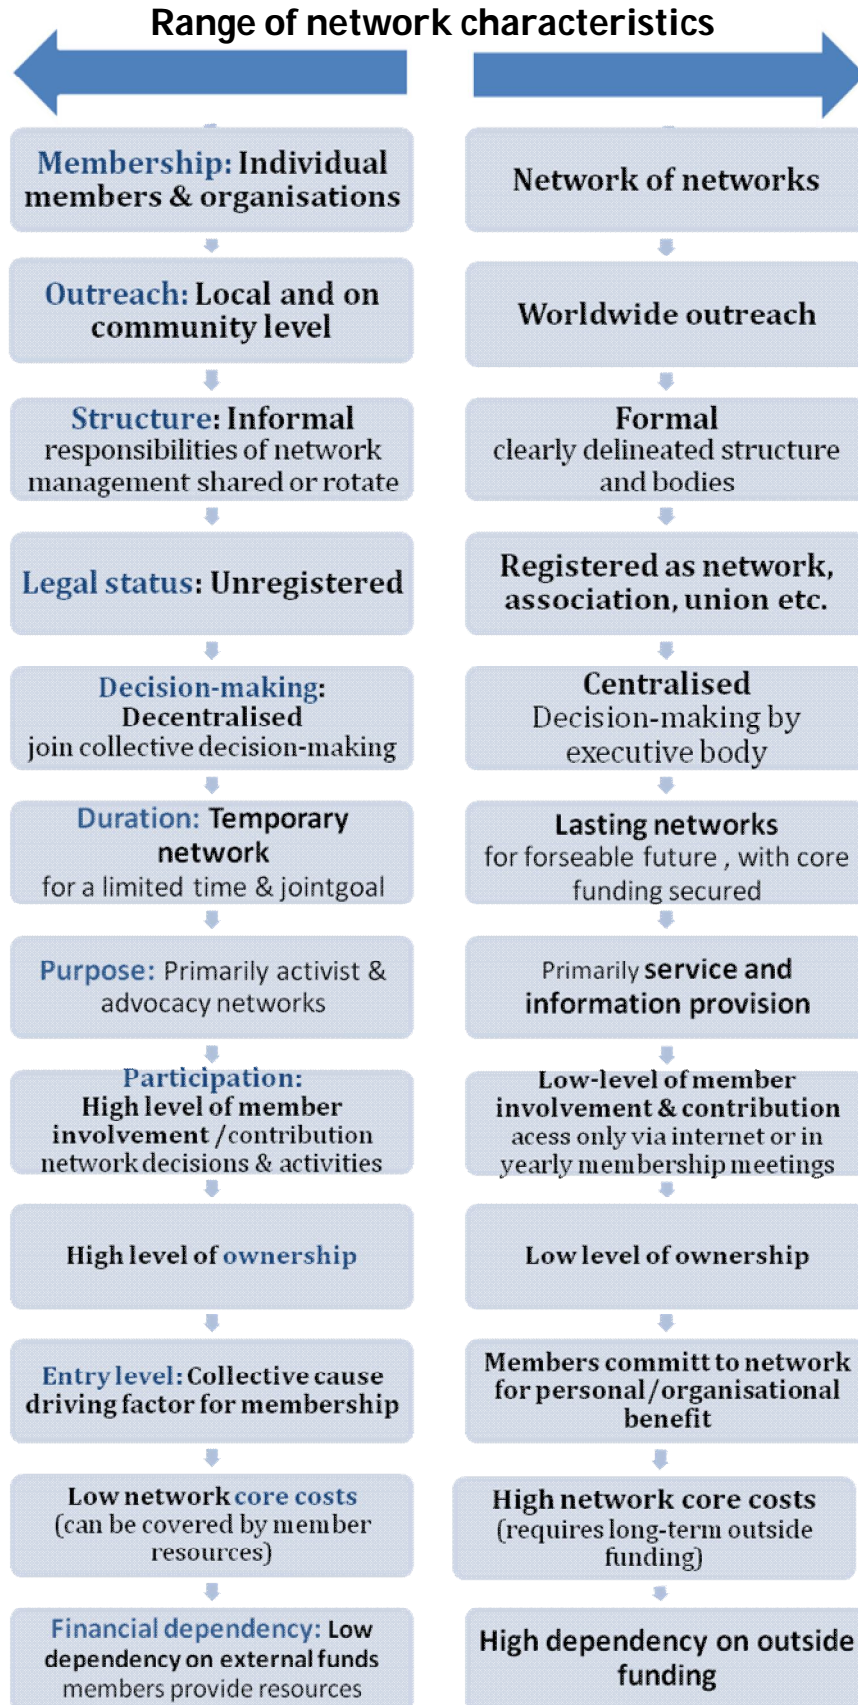 Range of network characteristics
Membership: Individual
members & organisations
Outreach: Local and on
community level
Structure: Informal
responsibilities of network
management shared or rotate
Legal status: Unregistered
Decision-making:
Decentralised
join collective decision-making
Duration: Temporary
network
for a limited time & jointgoal
Purpose: Primarily activist &
advocacy networks
Participation:
High level of member
involvement /contribution
network decisions & activities
High level of ownership
Entry level: Collective cause
driving factor for membership
Low network core costs
(can be covered by member
resources)
Financial dependency: Low
dependency on external funds
members provide resources
Network of networks
Worldwide outreach
Formal
clearly delineated structure
and bodies
Registered as network,
association, union etc.
Centralised
Decision-making by
executive body
Lasting networks
for forseable future , with core
funding secured
Primarily service and
information provision
Low-level of member
involvement & contribution
acess only via internet or in
yearly membership meetings
Low level of ownership
Members committ to network
for personal/organisational
benefit
High network core costs
(requires long-term outside
funding)
High dependency on outside
funding